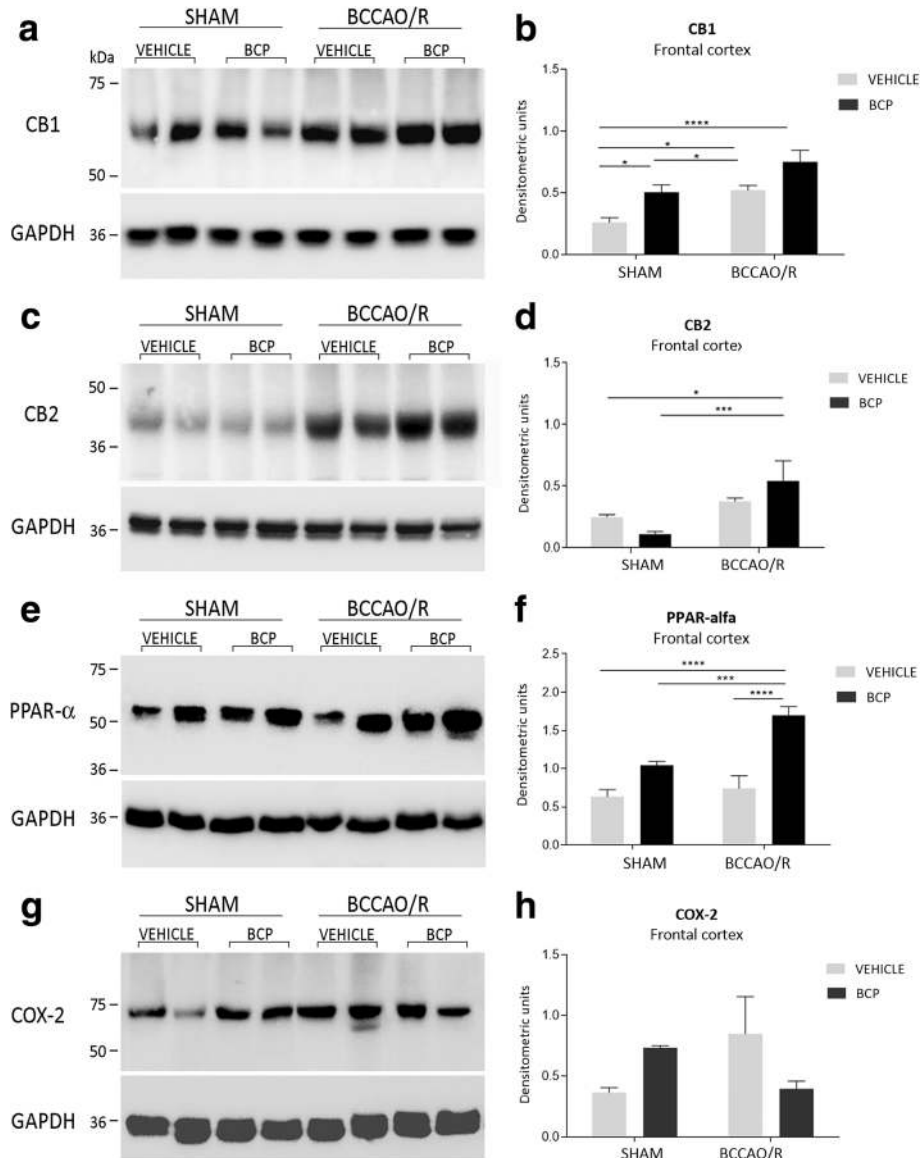 a
SHAM BCCAO/R
kDa VEHICLE BCP VEHICLE BCP
75
CB1
50
GAPDH 36
b
CB1
Frontal cortex
Densitometric units
1.5
1.0
0.5
0.0
****
*
* *
SHAM BCCAO/R
VEHICLE
BCP
c
SHAM BCCAO/R
VEHICLE BCP VEHICLE BCP
50
CB2
36
GAPDH 36
d
CB2
Frontal cortex
Densitometric units
1.5
1.0
0.5
0.0
*
***
SHAM BCCAO/R
VEHICLE
BCP
e
SHAM BCCAO/R
VEHICLE BCP VEHICLE BCP
75
PPAR-α 50
36
GAPDH 36
f
PPAR-alfa
Frontal cortex
Densitometric units
2.5
2.0
1.5
1.0
0.5
0.0
****
***
****
SHAM BCCAO/R
VEHICLE
BCP
g
SHAM BCCAO/R
VEHICLE BCP VEHICLE BCP
COX-2 75
50
GAPDH 36
h
COX-2
Frontal cortex
Densitometric units
1.5
1.0
0.5
0.0
SHAM BCCAO/R
VEHICLE
BCP